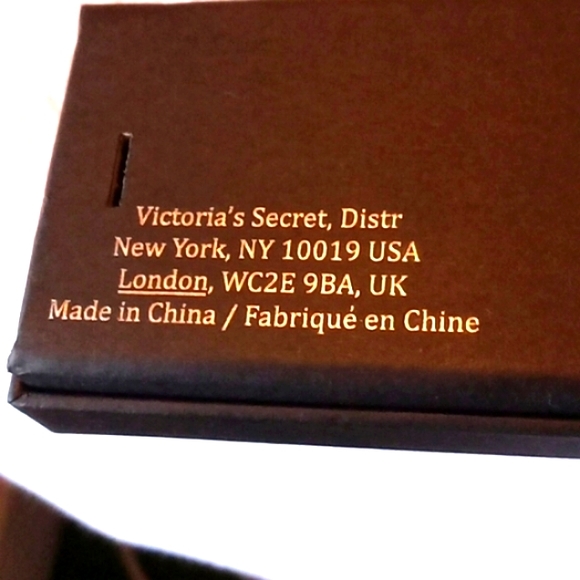 Victoria's Secret, Distr
New York, NY 10019 USA
London, WC2E 9BA, UK
Made in China / Fabriqué en Chine